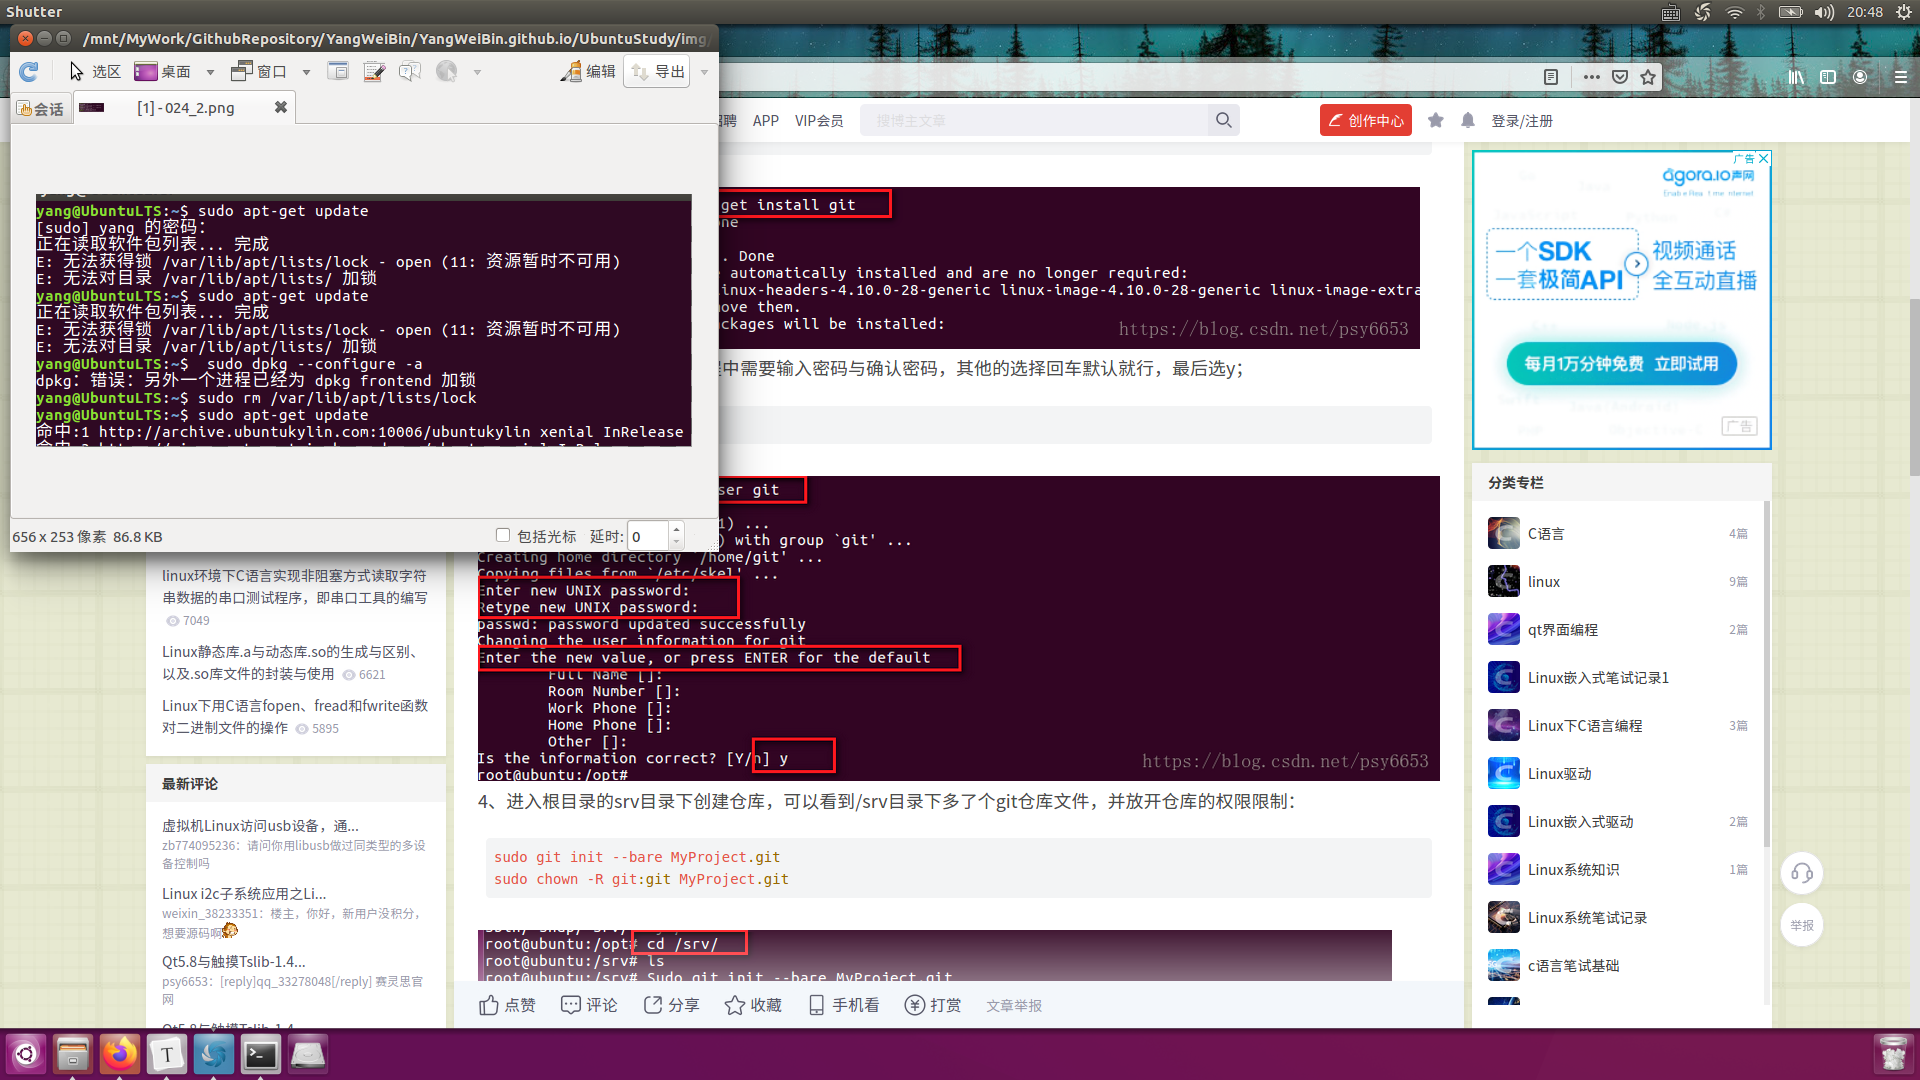 Shutter
20:48
/mnt/MyWork/GithubRepository/YangWeiBin/YangWeiBin.github.io/UbuntuStudy/img
选区 桌面 窗口 编辑 导出
会话 [1] - 024_2.png
yang@UbuntuLTS:~$ sudo apt-get update
[sudo] yang 的密码：
正在读取软件包列表... 完成
E: 无法获得锁 /var/lib/apt/lists/lock - open (11: 资源暂时不可用)
E: 无法对目录 /var/lib/apt/lists/ 加锁
yang@UbuntuLTS:~$ sudo apt-get update
正在读取软件包列表... 完成
E: 无法获得锁 /var/lib/apt/lists/lock - open (11: 资源暂时不可用)
E: 无法对目录 /var/lib/apt/lists/ 加锁
yang@UbuntuLTS:~$  sudo dpkg --configure -a
dpkg: 错误: 另外一个进程已经为 dpkg frontend 加锁
yang@UbuntuLTS:~$ sudo rm /var/lib/apt/lists/lock
yang@UbuntuLTS:~$ sudo apt-get update
命中:1 http://archive.ubuntukylin.com:10006/ubuntukylin xenial InRelease
656 x 253 像素 86.8 KB
包括光标 延时: 0
聘 APP VIP会员 搜博主文章 创作中心 登录/注册
get install git
ne
. Done
automatically installed and are no longer required:
inux-headers-4.10.0-28-generic linux-image-4.10.0-28-generic linux-image-extra
ove them.
ckages will be installed:
https://blog.csdn.net/psy6653
中需要输入密码与确认密码，其他的选择回车默认就行，最后选y；
ser git
1) ...
) with group `git' ...
Creating home directory `/home/git' ...
Copying files from `/etc/skel' ...
Enter new UNIX password:
Retype new UNIX password:
passwd: password updated successfully
Changing the user information for git
Enter the new value, or press ENTER for the default
Full Name []:
Room Number []:
Work Phone []:
Home Phone []:
Other []:
Is the information correct? [Y/n] y
root@ubuntu:/opt#
https://blog.csdn.net/psy6653
4、进入根目录的srv目录下创建仓库，可以看到/srv目录下多了个git仓库文件，并放开仓库的权限限制：
sudo git init --bare MyProject.git
sudo chown -R git:git MyProject.git
root@ubuntu:/opt# cd /srv/
root@ubuntu:/srv# ls
root@ubuntu:/srv# Sudo git init --bare MyProject.git
点赞 评论 分享 收藏 手机看 打赏 文章举报
linux环境下C语言实现非阻塞方式读取字符
串数据的串口测试程序，即串口工具的编写
7049
Linux静态库.a与动态库.so的生成与区别、
以及.so库文件的封装与使用 6621
Linux下用C语言fopen、fread和fwrite函数
对二进制文件的操作 5895
最新评论
虚拟机Linux访问usb设备，通...
zb774095236：请问你用libusb做过同类型的多设
备控制吗
Linux i2c子系统应用之Li...
weixin_38233351：楼主，你好，新用户没积分，
想要源码啊
Qt5.8与触摸Tslib-1.4...
psy6653：[reply]qq_33278048[/reply] 赛灵思官
网
Qt5.8与触摸Tslib-1.4...
广告
agora.io声网
Enable Real Time Internet
一个SDK
一套极简API
视频通话
全互动直播
每月1万分钟免费 立即试用
广告
分类专栏
C语言 4篇
linux 9篇
qt界面编程 2篇
Linux嵌入式笔试记录1
Linux下C语言编程 3篇
Linux驱动
Linux嵌入式驱动 2篇
Linux系统知识 1篇
Linux系统笔试记录
c语言笔试基础
举报